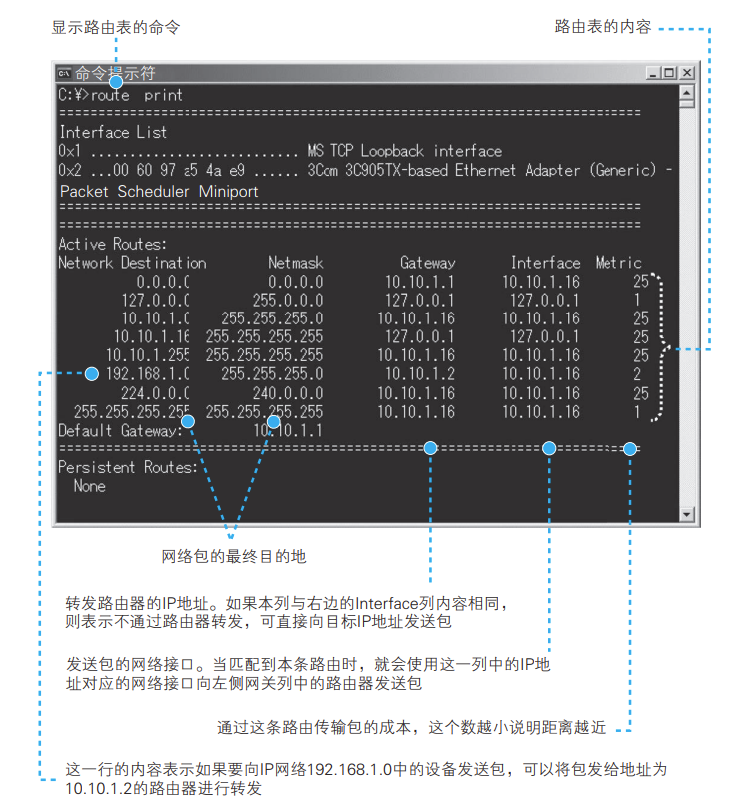 显示路由表的命令
路由表的内容
命令提示符
C:¥>route print
Interface List
0x1 ........................... MS TCP Loopback interface
0x2 ...00 60 97 z5 4a e9 ...... 3Com 3C905TX-based Ethernet Adapter (Generic) -
Packet Scheduler Miniport
Active Routes:
Network Destination Netmask Gateway Interface Metric
0.0.0.0 0.0.0.0 10.10.1.1 10.10.1.16 25
127.0.0.0 255.0.0.0 127.0.0.1 127.0.0.1 1
10.10.1.0 255.255.255.0 10.10.1.16 10.10.1.16 25
10.10.1.16 255.255.255.255 127.0.0.1 127.0.0.1 25
10.10.1.255 255.255.255.255 10.10.1.16 10.10.1.16 25
192.168.1.0 255.255.255.0 10.10.1.2 10.10.1.16 2
224.0.0.0 240.0.0.0 10.10.1.16 10.10.1.16 25
255.255.255.255 255.255.255.255 10.10.1.16 10.10.1.16 1
Default Gateway: 10.10.1.1
Persistent Routes:
None
网络包的最终目的地
转发路由器的IP地址。如果本列与右边的Interface列内容相同，
则表示不通过路由器转发，可直接向目标IP地址发送包
发送包的网络接口。当匹配到本条路由时，就会使用这一列中的IP地
址对应的网络接口向左侧网关列中的路由器发送包
通过这条路由传输包的成本，这个数越小说明距离越近
这一行的内容表示如果要向IP网络192.168.1.0中的设备发送包，可以将包发给地址为
10.10.1.2的路由器进行转发